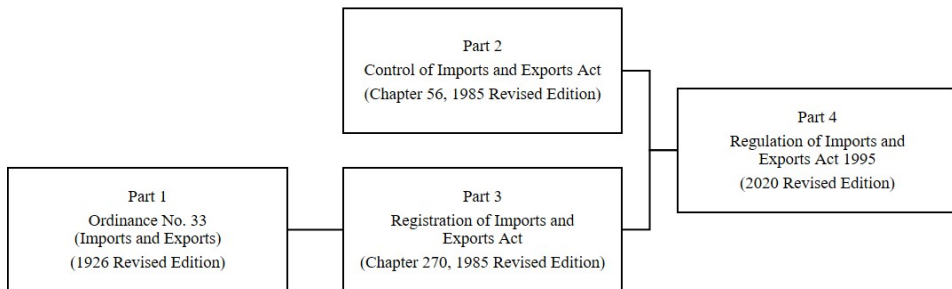 Part 2
Control of Imports and Exports Act
(Chapter 56, 1985 Revised Edition)
Part 4
Regulation of Imports and
Exports Act 1995
(2020 Revised Edition)
Part 1
Ordinance No. 33
(Imports and Exports)
(1926 Revised Edition)
Part 3
Registration of Imports and
Exports Act
(Chapter 270, 1985 Revised Edition)